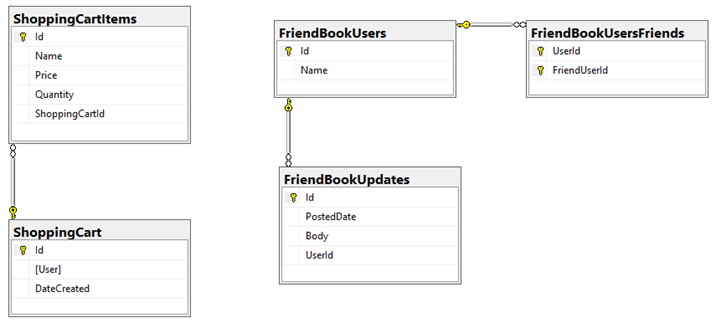 ShoppingCartItems
Id
Name
Price
Quantity
ShoppingCartId
ShoppingCart
Id
[User]
DateCreated
FriendBookUsers
Id
Name
FriendBookUsersFriends
UserId
FriendUserId
FriendBookUpdates
Id
PostedDate
Body
UserId